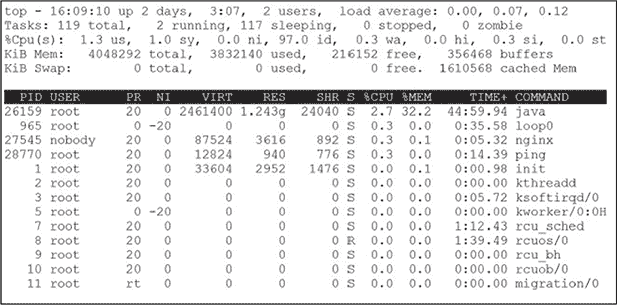 top - 16:09:10 up 2 days,  3:07,  2 users,  load average: 0.00, 0.07, 0.12
Tasks: 119 total,   2 running, 117 sleeping,   0 stopped,   0 zombie
%Cpu(s):  1.3 us,  1.0 sy,  0.0 ni, 97.0 id,  0.3 wa,  0.0 hi,  0.3 si,  0.0 st
KiB Mem:   4048292 total,  3832140 used,   216152 free,   356468 buffers
KiB Swap:        0 total,        0 used,        0 free.  1610568 cached Mem
PID USER      PR  NI    VIRT    RES    SHR S  %CPU %MEM     TIME+ COMMAND
26159 root      20   0 2461400 1.243g  24040 S   2.7 32.2  44:59.94 java
965 root       0 -20       0      0      0 S   0.3  0.0   0:35.58 loop0
27545 nobody    20   0   87524   3616    892 S   0.3  0.1   0:05.32 nginx
28770 root      20   0   12824    940    776 S   0.3  0.0   0:14.39 ping
1 root      20   0   33604   2952   1476 S   0.0  0.1   0:00.98 init
2 root      20   0       0      0      0 S   0.0  0.0   0:00.00 kthreadd
3 root      20   0       0      0      0 S   0.0  0.0   0:05.72 ksoftirqd/0
5 root       0 -20       0      0      0 S   0.0  0.0   0:00.00 kworker/0:0H
7 root      20   0       0      0      0 S   0.0  0.0   1:12.43 rcu_sched
8 root      20   0       0      0      0 R   0.0  0.0   1:39.49 rcuos/0
9 root      20   0       0      0      0 S   0.0  0.0   0:00.00 rcu_bh
10 root      20   0       0      0      0 S   0.0  0.0   0:00.00 rcuob/0
11 root      rt   0       0      0      0 S   0.0  0.0   0:00.00 migration/0